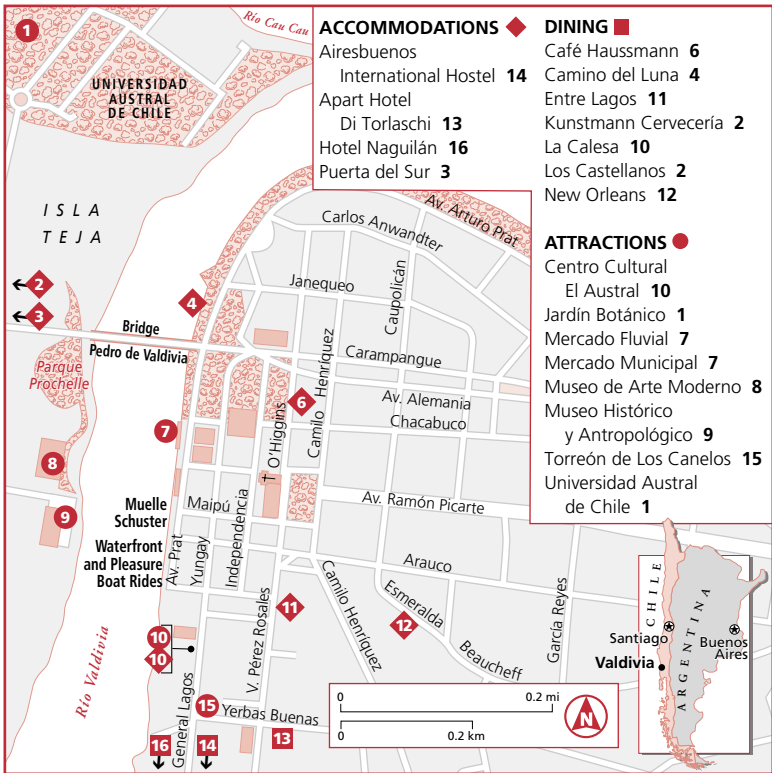 ACCOMMODATIONS
Airesbuenos
International Hostel 14
Apart Hotel
Di Torlaschi 13
Hotel Naguilán 16
Puerta del Sur 3
DINING
Café Haussmann 6
Camino del Luna 4
Entre Lagos 11
Kunstmann Cervecería 2
La Calesa 10
Los Castellanos 2
New Orleans 12
ATTRACTIONS
Centro Cultural
El Austral 10
Jardín Botánico 1
Mercado Fluvial 7
Mercado Municipal 7
Museo de Arte Moderno 8
Museo Histórico
y Antropológico 9
Torreón de Los Canelos 15
Universidad Austral
de Chile 1
1
Río Cau Cau
UNIVERSIDAD
AUSTRAL
DE CHILE
ISLA
TEJA
Av. Arturo Prat
Carlos Anwandter
Janequeo
Caupolicán
2
3
4
Bridge
Pedro de Valdivia
Carampangue
Camilo Henríquez
Parque
Prochelle
Av. Alemania
6
Chacabuco
O'Higgins
7
8
9
Muelle
Schuster
Maipú
Av. Ramón Picarte
Waterfront
and Pleasure
Boat Rides
Av. Prat
Yungay
Independencia
Arauco
Camilo Henríquez
Esmeralda
García Reyes
11
12
V. Pérez Rosales
Beaucheff
10
10
Río Valdivia
General Lagos
15
Yerbas Buenas
16
14
13
0
0.2 mi
0
0.2 km
N
CHILE
ARGENTINA
Santiago
Buenos
Aires
Valdivia